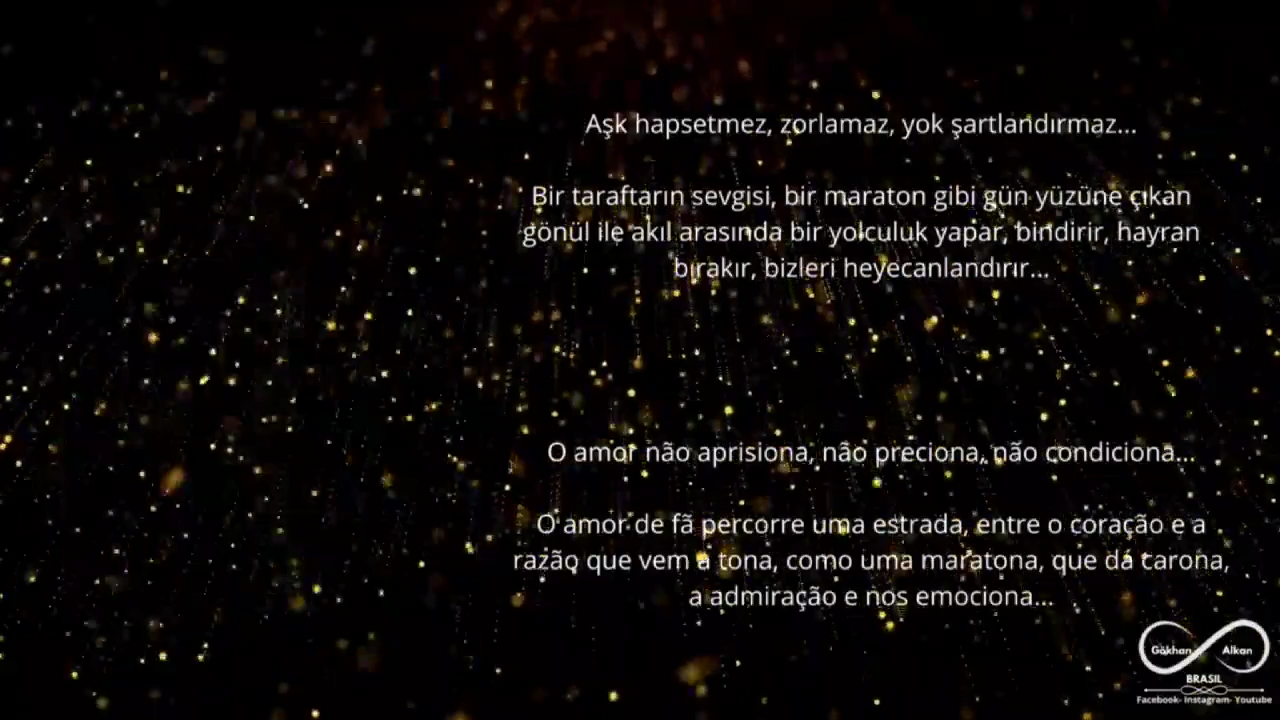 Aşk hapsetmez, zorlamaz, yok şartlandırmaz...
Bir taraftarın sevgisi, bir maraton gibi gün yüzüne çıkan
gönül ile akıl arasında bir yolculuk yapar, bindirir, hayran
bırakır, bizleri heyecanlandırır...
O amor não aprisiona, não preciona, não condiciona...
O amor de fã percorre uma estrada, entre o coração e a
razão que vem a tona, como uma maratona, que dá carona,
a admiração e nos emociona...
Gökhan Alkan
BRASIL
Facebook- Instagram- Youtube